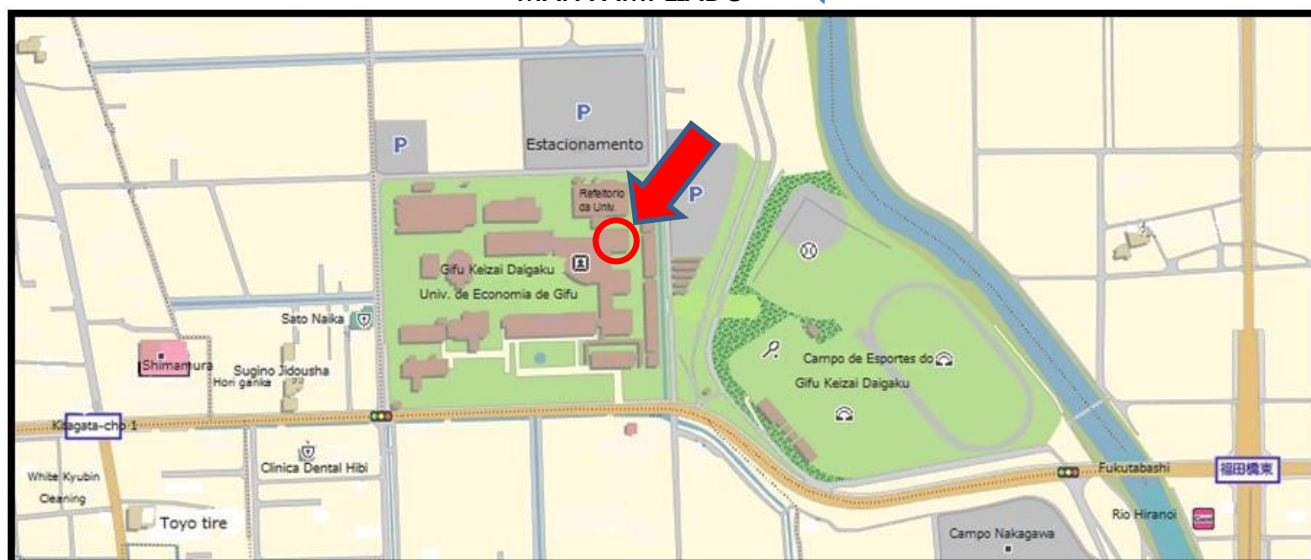 P
Estacionamento
P
Refeitorio
da Univ.
P
Gifu Keizai Daigaku
Univ. de Economia de Gifu
Sato Naika
Shimamura
Sugino Jidousha
Hori ganka
Campo de Esportes do
Gifu Keizai Daigaku
Kitagata-cho 1
Clinica Dental Hibi
White Kyubin
Cleaning
Toyo tire
Fukutabashi
福田橋東
Rio Hiranoi
Campo Nakagawa